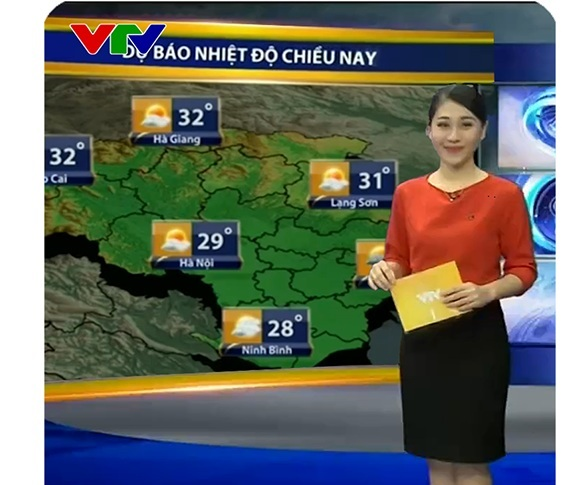 VTV
DỰ BÁO NHIỆT ĐỘ CHIỀU NAY
32°
Hà Giang
32°
Cai
31°
Lạng Sơn
29°
Hà Nội
28°
Ninh Bình
VTV